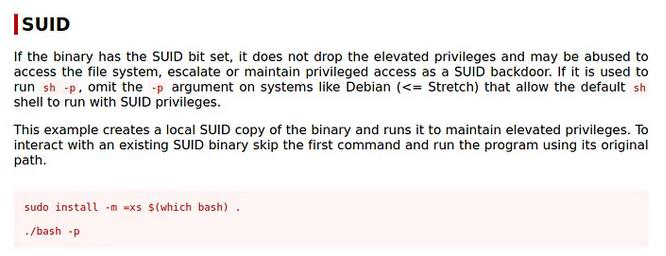 SUID
If the binary has the SUID bit set, it does not drop the elevated privileges and may be abused to
access the file system, escalate or maintain privileged access as a SUID backdoor. If it is used to
run sh -p, omit the -p argument on systems like Debian (<= Stretch) that allow the default sh
shell to run with SUID privileges.
This example creates a local SUID copy of the binary and runs it to maintain elevated privileges. To
interact with an existing SUID binary skip the first command and run the program using its original
path.
sudo install -m =xs $(which bash) .
./bash -p